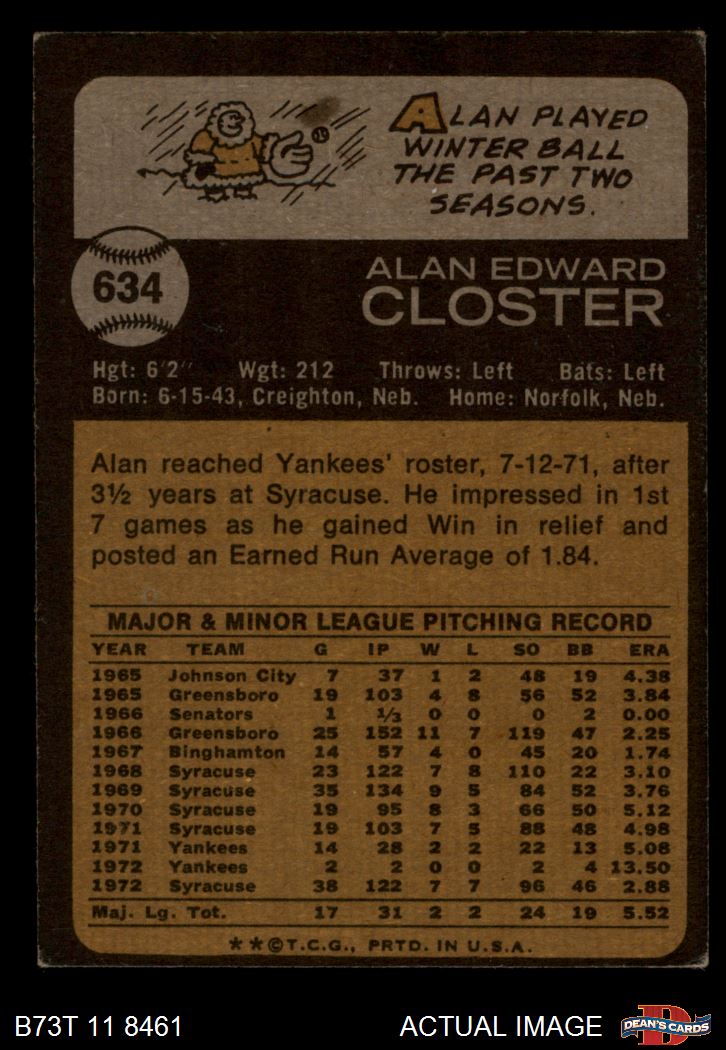 ALAN PLAYED
WINTER BALL
THE PAST TWO
SEASONS.
634
ALAN EDWARD
CLOSTER
Hgt: 6'2" Wgt: 212 Throws: Left Bats: Left
Born: 6-15-43, Creighton, Neb. Home: Norfolk, Neb.
Alan reached Yankees' roster, 7-12-71, after
3½ years at Syracuse. He impressed in 1st
7 games as he gained Win in relief and
posted an Earned Run Average of 1.84.
MAJOR & MINOR LEAGUE PITCHING RECORD
YEAR TEAM G IP W L SO BB ERA
1965 Johnson City 7 37 1 2 48 19 4.38
1965 Greensboro 19 103 4 8 56 52 3.84
1966 Senators 1 1/3 0 0 0 2 0.00
1966 Greensboro 25 152 11 7 119 47 2.25
1967 Binghamton 14 57 4 0 45 20 1.74
1968 Syracuse 23 122 7 8 110 22 3.10
1969 Syracuse 35 134 9 5 84 52 3.76
1970 Syracuse 19 95 8 3 66 50 5.12
1971 Syracuse 19 103 7 5 88 48 4.98
1971 Yankees 14 28 2 2 22 13 5.08
1972 Yankees 2 2 0 0 2 4 13.50
1972 Syracuse 38 122 7 7 96 46 2.88
Maj. Lg. Tot. 17 31 2 2 24 19 5.52
★★©T.C.G., PRTD. IN U.S.A.
B73T 11 8461 ACTUAL IMAGE D DEAN'S CARDS